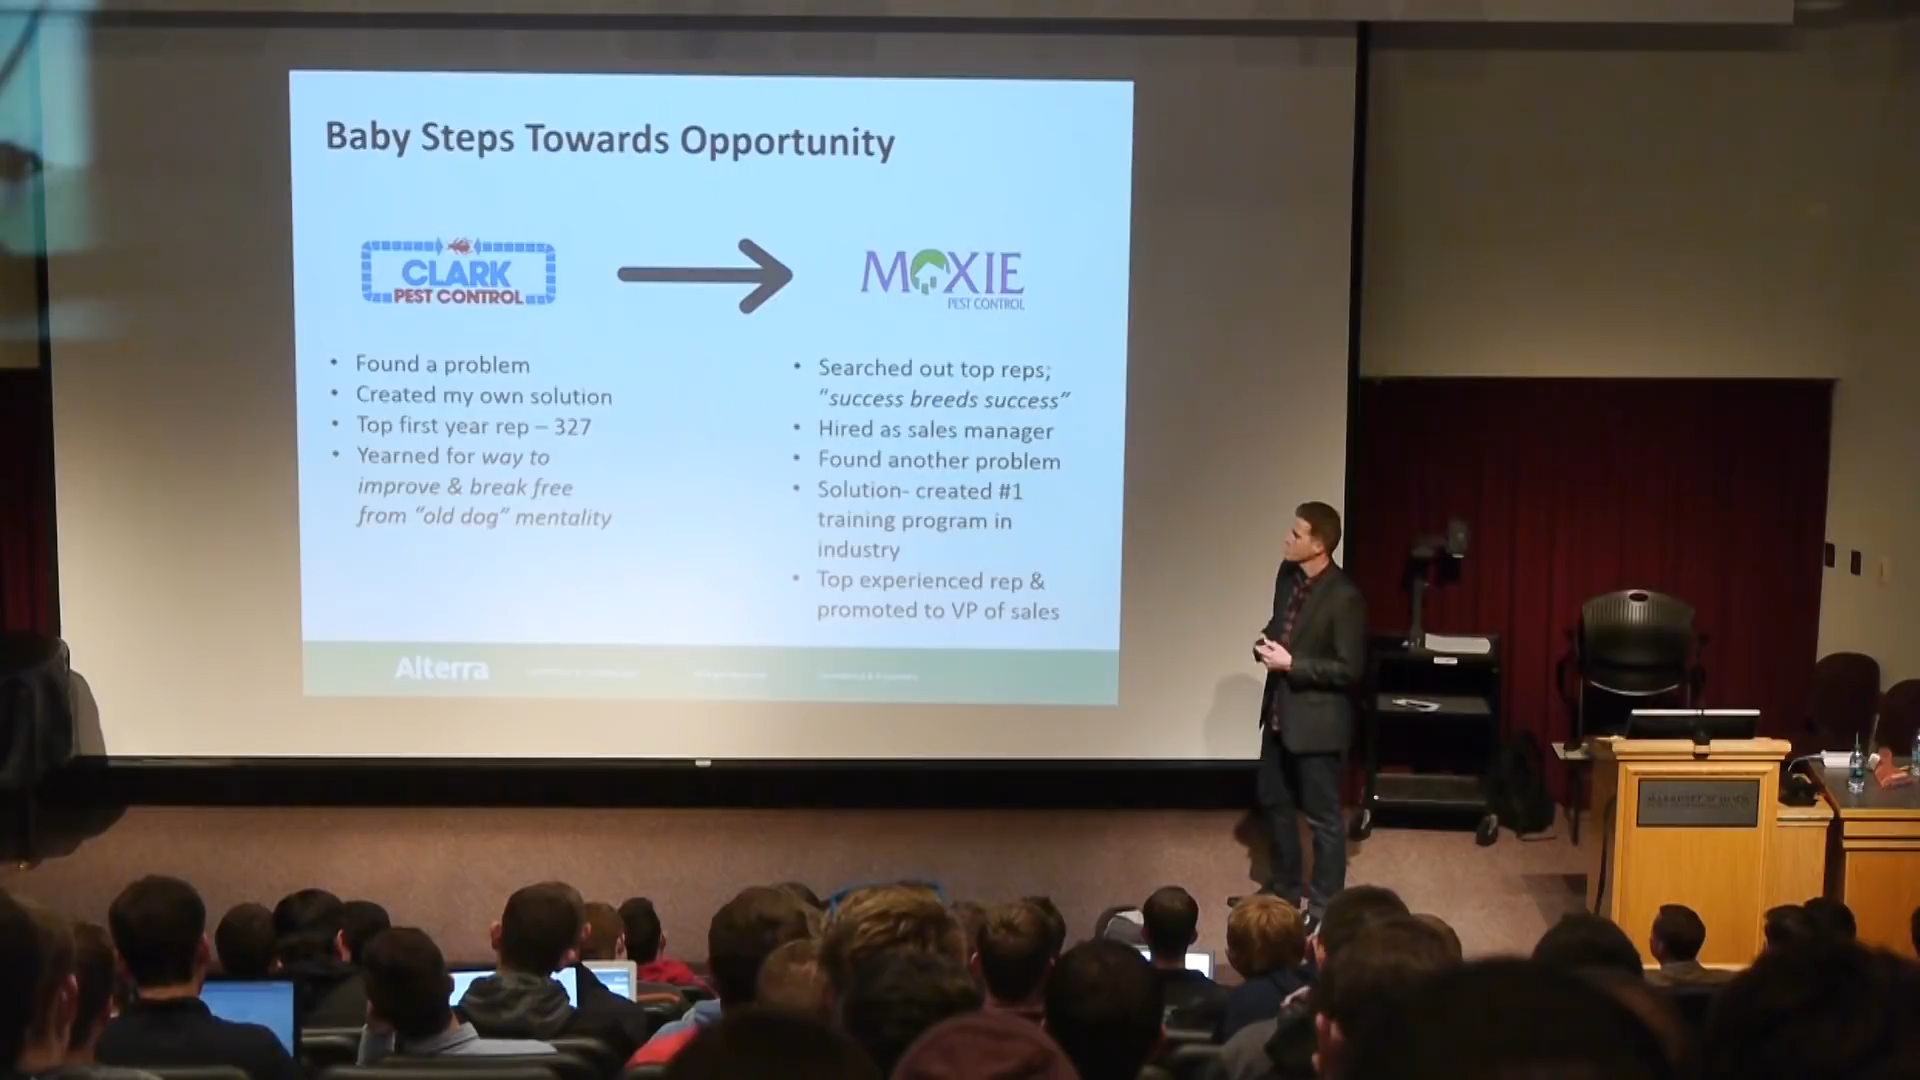 Baby Steps Towards Opportunity
CLARK
PEST CONTROL
• Found a problem
• Created my own solution
• Top first year rep – 327
• Yearned for way to
improve & break free
from “old dog” mentality
MOXIE
PEST CONTROL
• Searched out top reps;
“success breeds success”
• Hired as sales manager
• Found another problem
• Solution- created #1
training program in
industry
• Top experienced rep &
promoted to VP of sales
Alterra
MARRIOTT SCHOOL